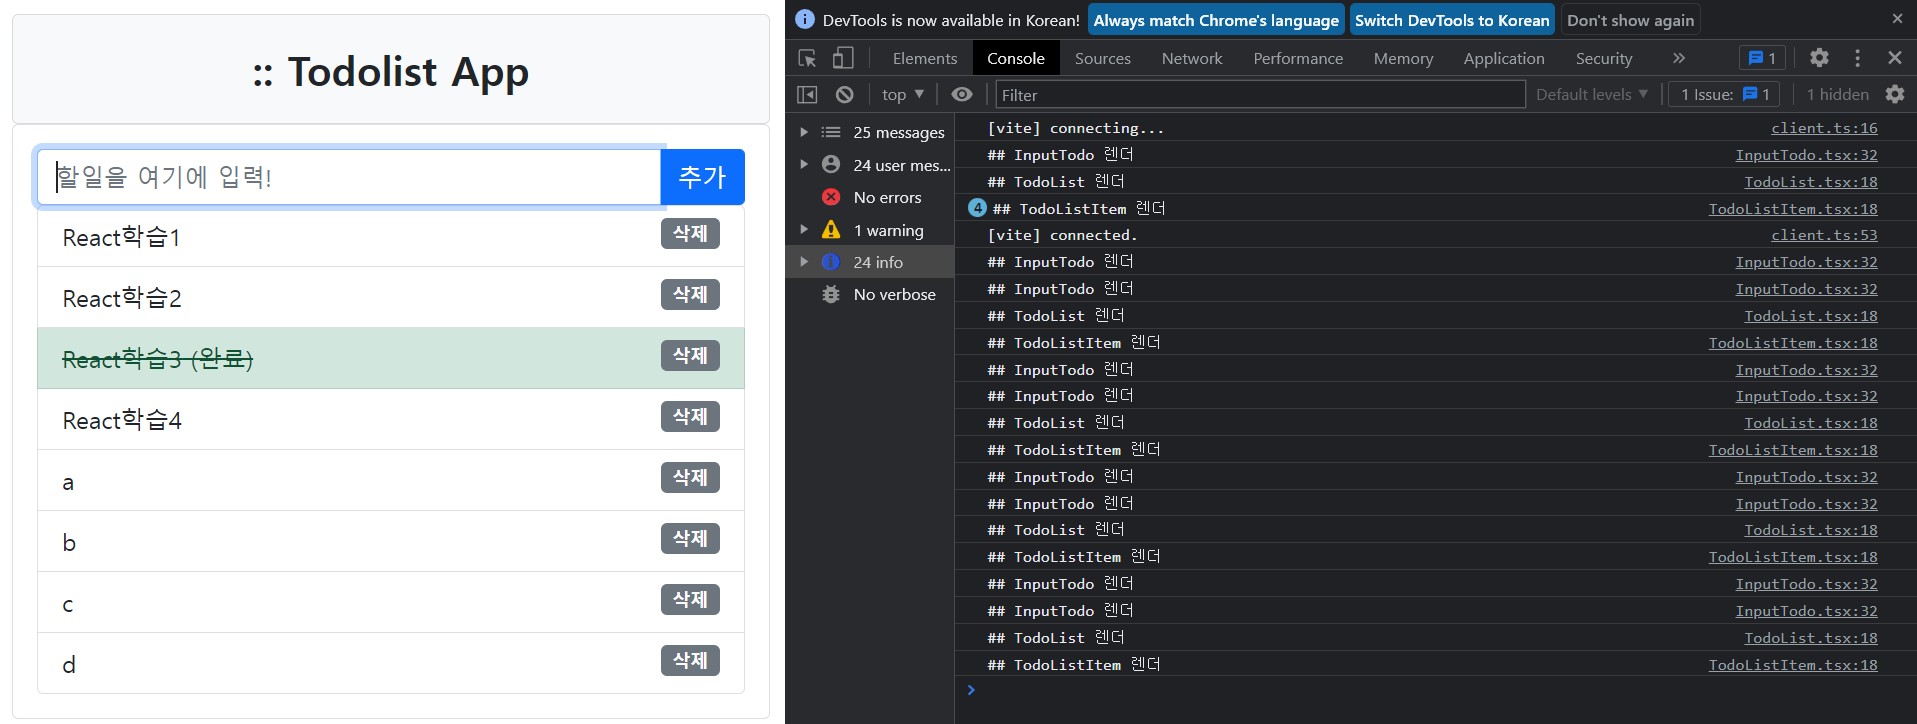 :: Todolist App
할일을 여기에 입력!
추가
React학습1 삭제
React학습2 삭제
React학습3 (완료) 삭제
React학습4 삭제
a 삭제
b 삭제
c 삭제
d 삭제
DevTools is now available in Korean! Always match Chrome's language Switch DevTools to Korean Don't show again
Elements Console Sources Network Performance Memory Application Security 1
top Filter Default levels 1 Issue: 1 1 hidden
25 messages
24 user mes...
No errors
1 warning
24 info
No verbose
[vite] connecting... client.ts:16
## InputTodo 렌더 InputTodo.tsx:32
## TodoList 렌더 TodoList.tsx:18
4 ## TodoListItem 렌더 TodoListItem.tsx:18
[vite] connected. client.ts:53
## InputTodo 렌더 InputTodo.tsx:32
## InputTodo 렌더 InputTodo.tsx:32
## TodoList 렌더 TodoList.tsx:18
## TodoListItem 렌더 TodoListItem.tsx:18
## InputTodo 렌더 InputTodo.tsx:32
## InputTodo 렌더 InputTodo.tsx:32
## TodoList 렌더 TodoList.tsx:18
## TodoListItem 렌더 TodoListItem.tsx:18
## InputTodo 렌더 InputTodo.tsx:32
## InputTodo 렌더 InputTodo.tsx:32
## TodoList 렌더 TodoList.tsx:18
## TodoListItem 렌더 TodoListItem.tsx:18
## InputTodo 렌더 InputTodo.tsx:32
## InputTodo 렌더 InputTodo.tsx:32
## TodoList 렌더 TodoList.tsx:18
## TodoListItem 렌더 TodoListItem.tsx:18